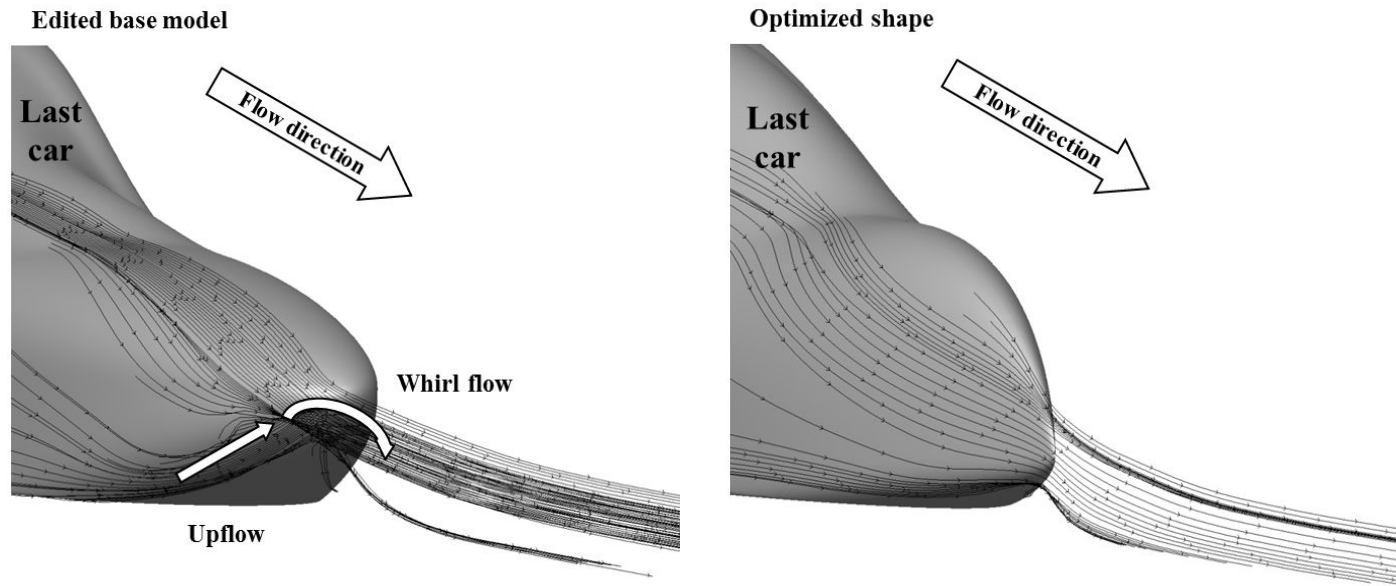 Edited base model
Optimized shape
Last
car
Flow direction
Whirl flow
Upflow
Last
car
Flow direction